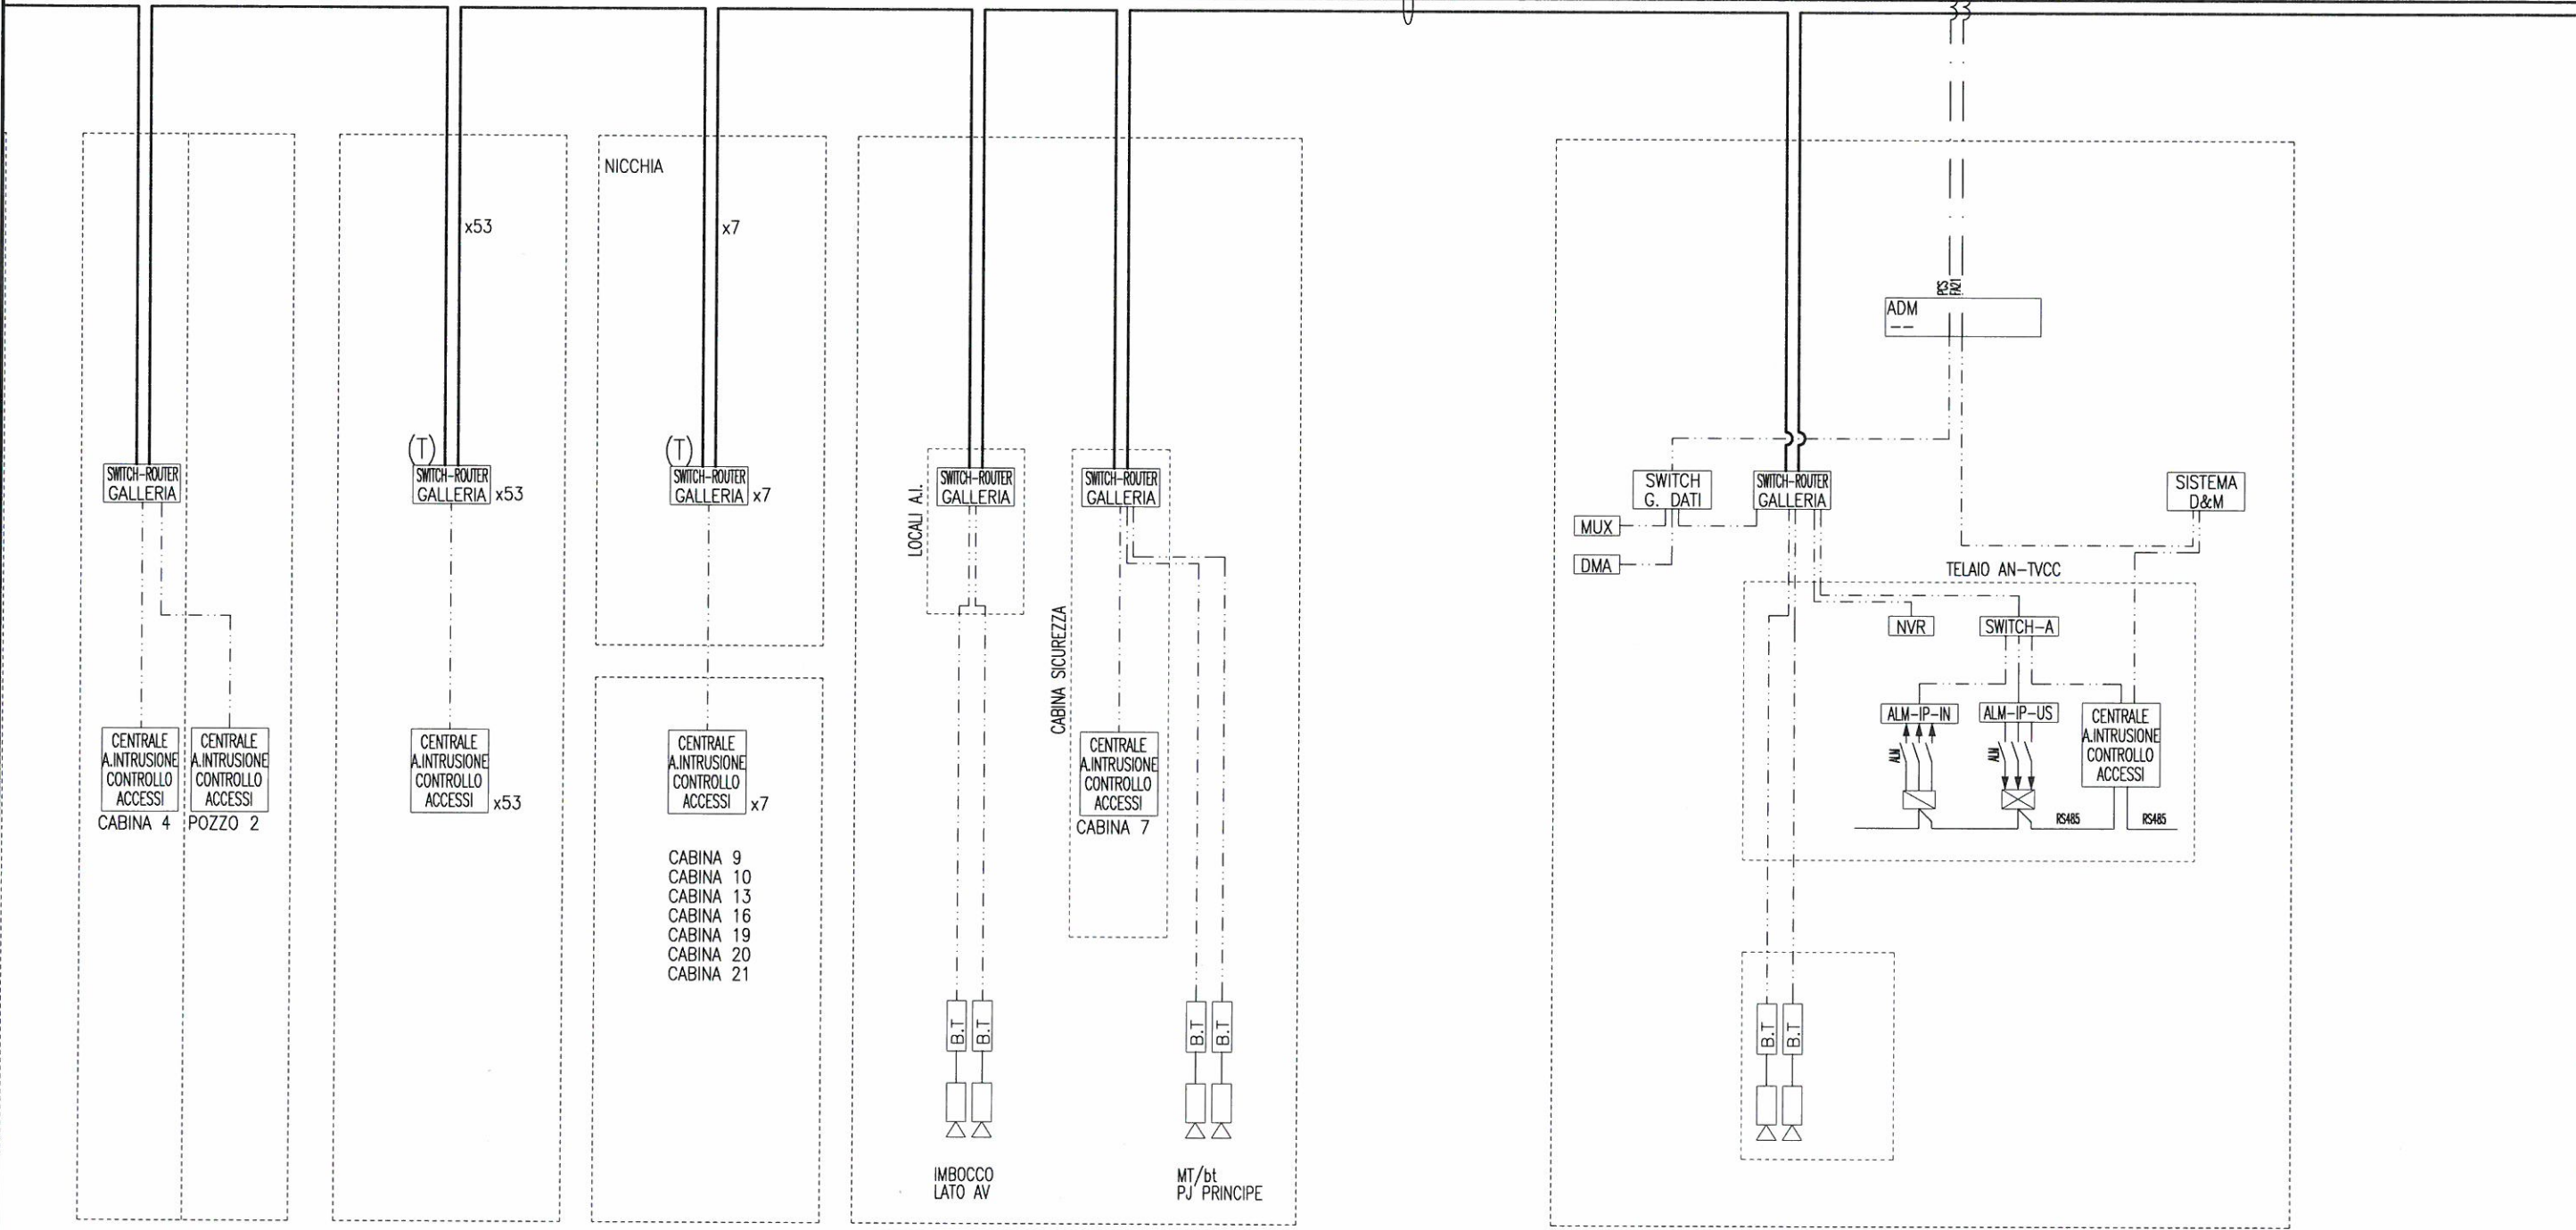 NICCHIA
x53
x7
PCS
FA21
ADM
--
(T)
(T)
SWITCH-ROUTER
GALLERIA
SWITCH-ROUTER
GALLERIA x53
SWITCH-ROUTER
GALLERIA x7
LOCALI A.I.
SWITCH-ROUTER
GALLERIA
SWITCH-ROUTER
GALLERIA
SWITCH
G. DATI
SWITCH-ROUTER
GALLERIA
SISTEMA
D&M
MUX
DMA
TELAIO AN-TVCC
NVR
SWITCH-A
CABINA SICUREZZA
ALM-IP-IN
ALM-IP-US
CENTRALE
A.INTRUSIONE
CONTROLLO
ACCESSI
ALM
ALM
RS485
RS485
CENTRALE
A.INTRUSIONE
CONTROLLO
ACCESSI
CABINA 4
CENTRALE
A.INTRUSIONE
CONTROLLO
ACCESSI
POZZO 2
CENTRALE
A.INTRUSIONE
CONTROLLO
ACCESSI x53
CENTRALE
A.INTRUSIONE
CONTROLLO
ACCESSI x7
CENTRALE
A.INTRUSIONE
CONTROLLO
ACCESSI
CABINA 7
CABINA 9
CABINA 10
CABINA 13
CABINA 16
CABINA 19
CABINA 20
CABINA 21
B.T
B.T
B.T
B.T
B.T
B.T
IMBOCCO
LATO AV
MT/bt
PJ PRINCIPE